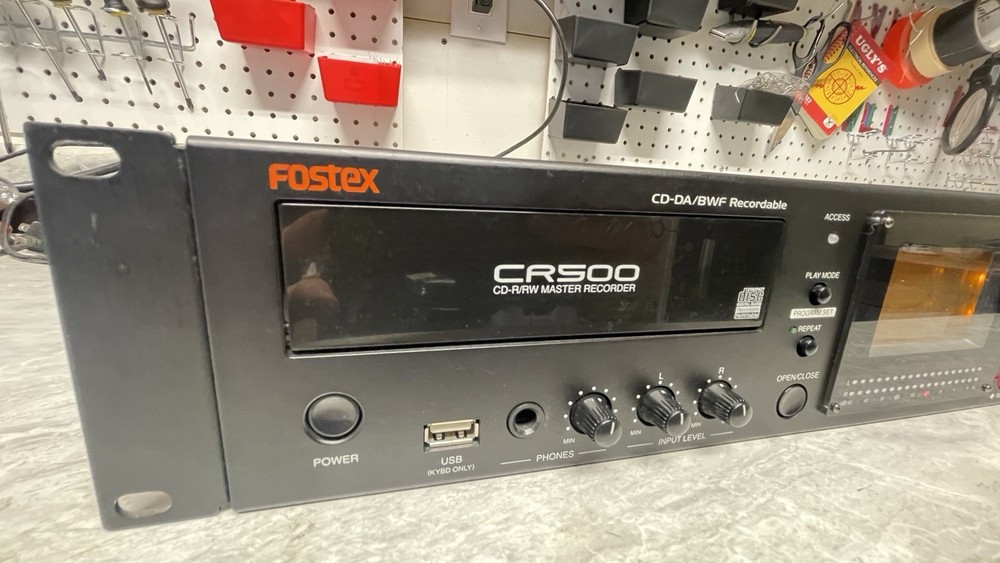 UGLY'S
FOSTEX
CD-DA/BWF Recordable
ACCESS
CR500
CD-R/RW MASTER RECORDER
disc
PLAY MODE
PROGRAM SET
REPEAT
OPEN/CLOSE
POWER
USB
(KYBD ONLY)
PHONES
MIN
L
MIN
R
MIN
INPUT LEVEL
L
R